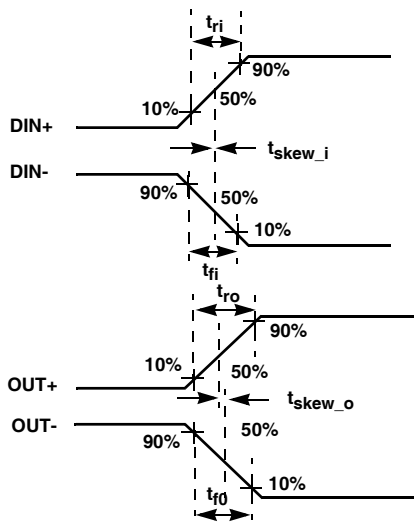 t_ri
90%
10%
50%
DIN+
t_skew_i
DIN-
90%
50%
10%
t_fi
t_ro
90%
10%
50%
OUT+
t_skew_o
OUT-
50%
90%
10%
t_f0